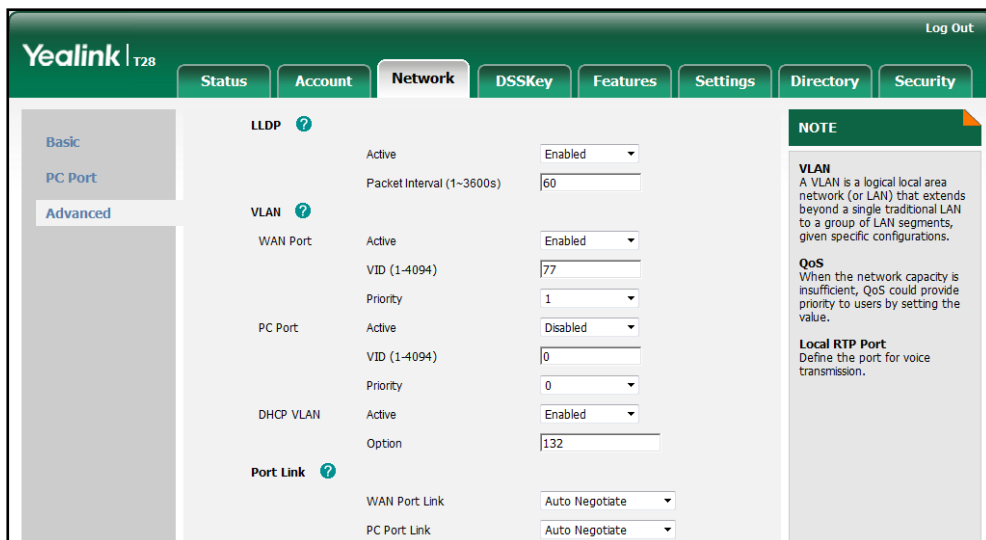 Log Out
Yealink T28
Status Account Network DSSKey Features Settings Directory Security
Basic
PC Port
Advanced
LLDP ?
Active Enabled
Packet Interval (1~3600s) 60
VLAN ?
WAN Port Active Enabled
VID (1-4094) 77
Priority 1
PC Port Active Disabled
VID (1-4094) 0
Priority 0
DHCP VLAN Active Enabled
Option 132
Port Link ?
WAN Port Link Auto Negotiate
PC Port Link Auto Negotiate
NOTE
VLAN
A VLAN is a logical local area
network (or LAN) that extends
beyond a single traditional LAN
to a group of LAN segments,
given specific configurations.
QoS
When the network capacity is
insufficient, QoS could provide
priority to users by setting the
value.
Local RTP Port
Define the port for voice
transmission.